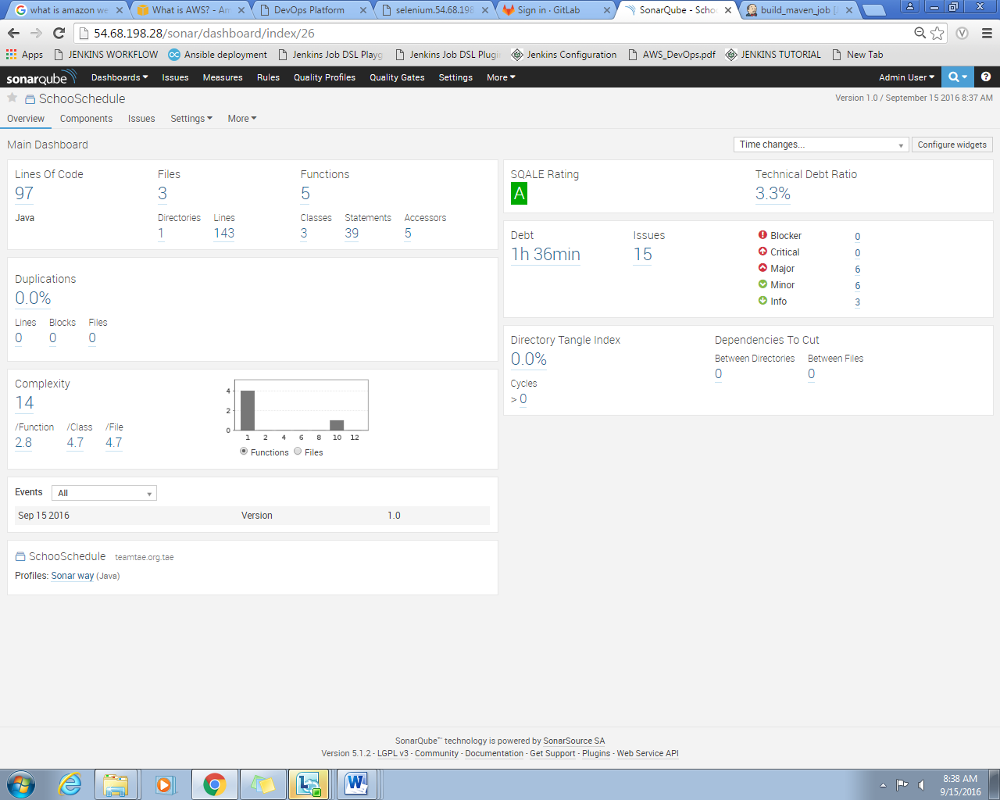 what is amazon we
What is AWS? - Am
DevOps Platform
selenium.54.68.198
Sign in · GitLab
SonarQube - Schoo
build_maven_job [J
54.68.198.28/sonar/dashboard/index/26
Apps
JENKINS WORKFLOW
Ansible deployment
Jenkins Job DSL Playg
Jenkins Job DSL Plugi
Jenkins Configuration
AWS_DevOps.pdf
JENKINS TUTORIAL
New Tab
sonarqube Dashboards Issues Measures Rules Quality Profiles Quality Gates Settings More Admin User
SchooSchedule
Version 1.0 / September 15 2016 8:37 AM
Overview Components Issues Settings More
Main Dashboard
Time changes...
Configure widgets
Lines Of Code Files Functions
97 3 5
Java Directories Lines Classes Statements Accessors
1 143 3 39 5
Duplications
0.0%
Lines Blocks Files
0 0 0
Complexity
14
/Function /Class /File
2.8 4.7 4.7
4
2
0
1 2 4 6 8 10 12
Functions Files
Events All
Sep 15 2016 Version 1.0
SchooSchedule teamtae.org.tae
Profiles: Sonar way (Java)
SQALE Rating Technical Debt Ratio
A 3.3%
Debt Issues
1h 36min 15
Blocker 0
Critical 0
Major 6
Minor 6
Info 3
Directory Tangle Index Dependencies To Cut
0.0% Between Directories Between Files
0 0
Cycles
> 0
SonarQube™ technology is powered by SonarSource SA
Version 5.1.2 - LGPL v3 - Community - Documentation - Get Support - Plugins - Web Service API
8:38 AM
9/15/2016